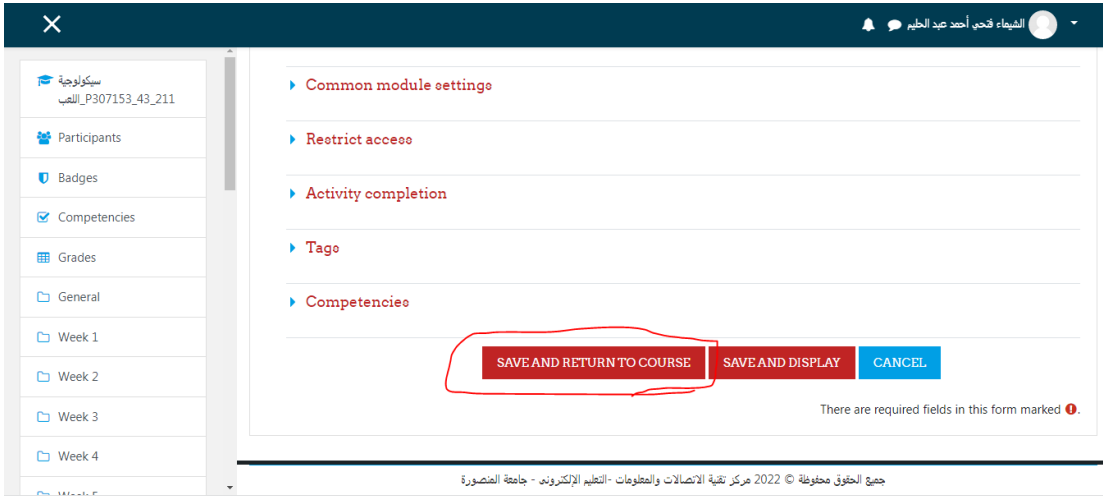 الشيماء فتحي أحمد عبد الحليم
سيكولوجية
اللعب_P307153_43_211
Participants
Badges
Competencies
Grades
General
Week 1
Week 2
Week 3
Week 4
Week 5
Common module settings
Restrict access
Activity completion
Tags
Competencies
SAVE AND RETURN TO COURSE SAVE AND DISPLAY CANCEL
There are required fields in this form marked .
جميع الحقوق محفوظة © 2022 مركز تقنية الاتصالات والمعلومات -التعليم الإلكترونى - جامعة المنصورة